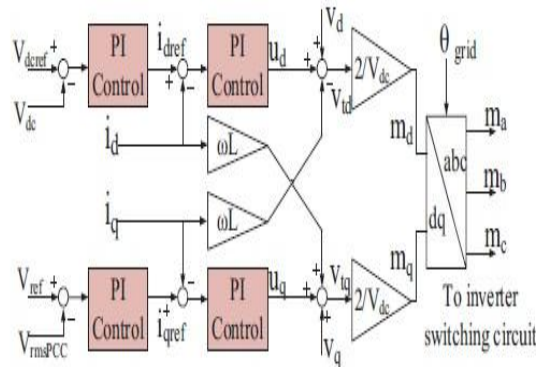 V_dcref + −
V_dc
PI
Control
i_dref
+ −
PI
Control
u_d
v_d
+ + −
v_td
2/V_dc
m_d
θ_grid
abc
dq
m_a
m_b
m_c
i_d
ωL
i_q
ωL
V_ref + −
V_rmsPCC
PI
Control
− +
i_qref
PI
Control
u_q
+ + +
v_q
v_tq
2/V_dc
m_q
To inverter
switching circuit